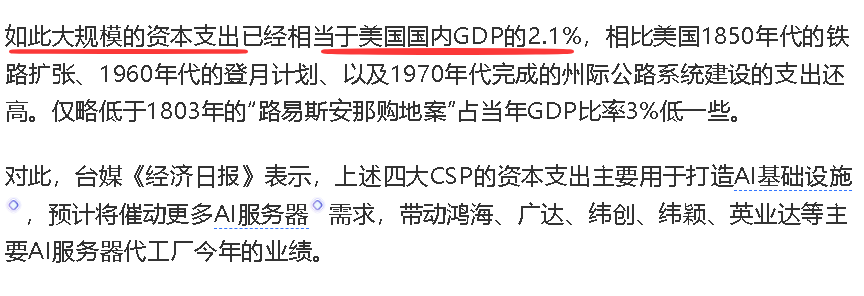 如此大规模的资本支出已经相当于美国国内GDP的2.1%，相比美国1850年代的铁
路扩张、1960年代的登月计划、以及1970年代完成的州际公路系统建设的支出还
高。仅略低于1803年的“路易斯安那购地案”占当年GDP比率3%低一些。
对此，台媒《经济日报》表示，上述四大CSP的资本支出主要用于打造AI基础设施
，预计将催动更多AI服务器需求，带动鸿海、广达、纬创、纬颖、英业达等主
要AI服务器代工厂今年的业绩。